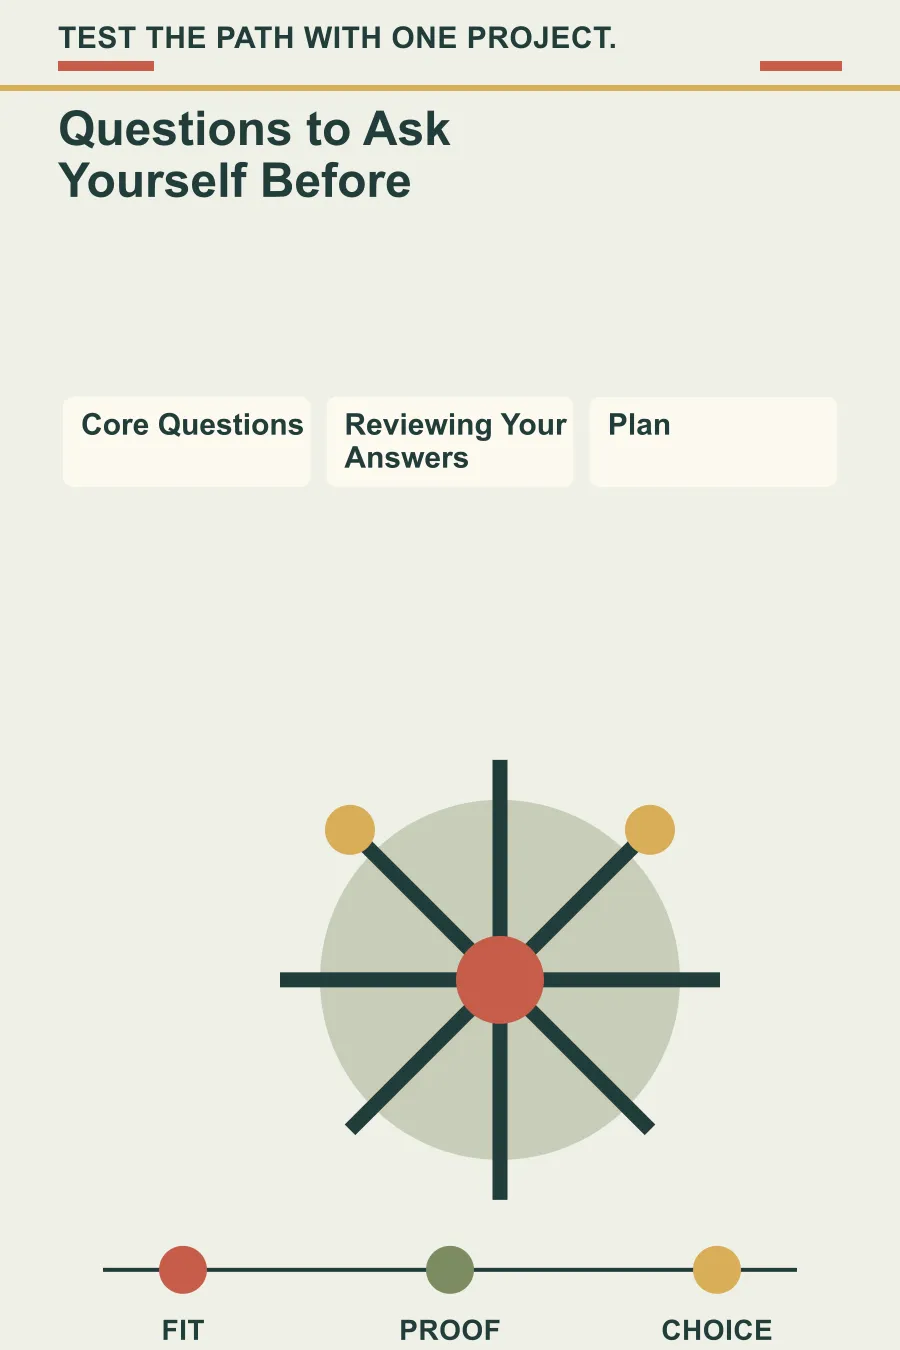 TEST THE PATH WITH ONE PROJECT.
Questions to Ask
Yourself Before
Core Questions
Reviewing Your
Answers
Plan
FIT
PROOF
CHOICE